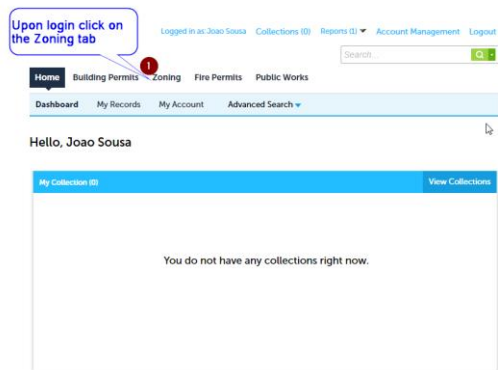 Upon login click on
the Zoning tab
Logged in as: Joao Sousa Collections (0) Reports (1) Account Management Logout
Search...
1
Home Building Permits Zoning Fire Permits Public Works
Dashboard My Records My Account Advanced Search
Hello, Joao Sousa
My Collection (0) View Collections
You do not have any collections right now.